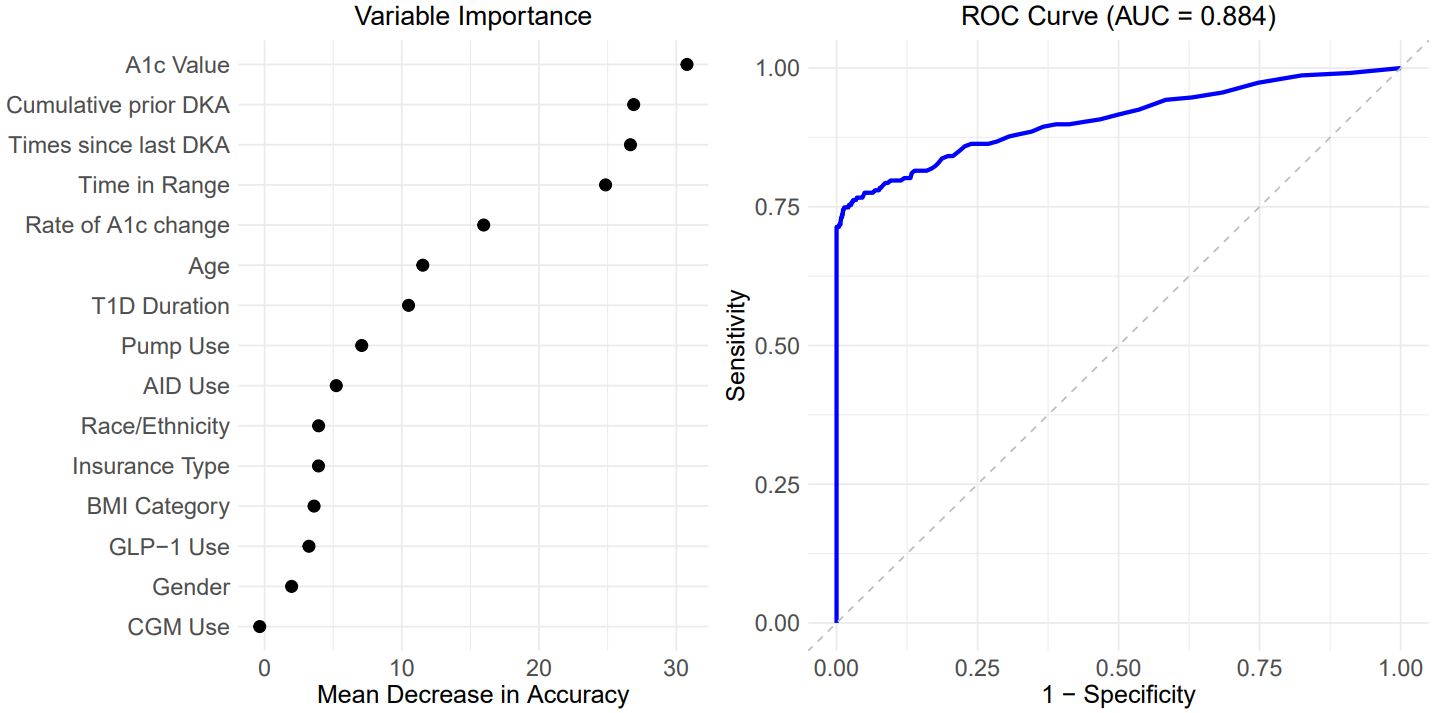 Variable Importance
A1c Value
Cumulative prior DKA
Times since last DKA
Time in Range
Rate of A1c change
Age
T1D Duration
Pump Use
AID Use
Race/Ethnicity
Insurance Type
BMI Category
GLP−1 Use
Gender
CGM Use
0 10 20 30
Mean Decrease in Accuracy
ROC Curve (AUC = 0.884)
Sensitivity
1.00
0.75
0.50
0.25
0.00
0.00 0.25 0.50 0.75 1.00
1 − Specificity